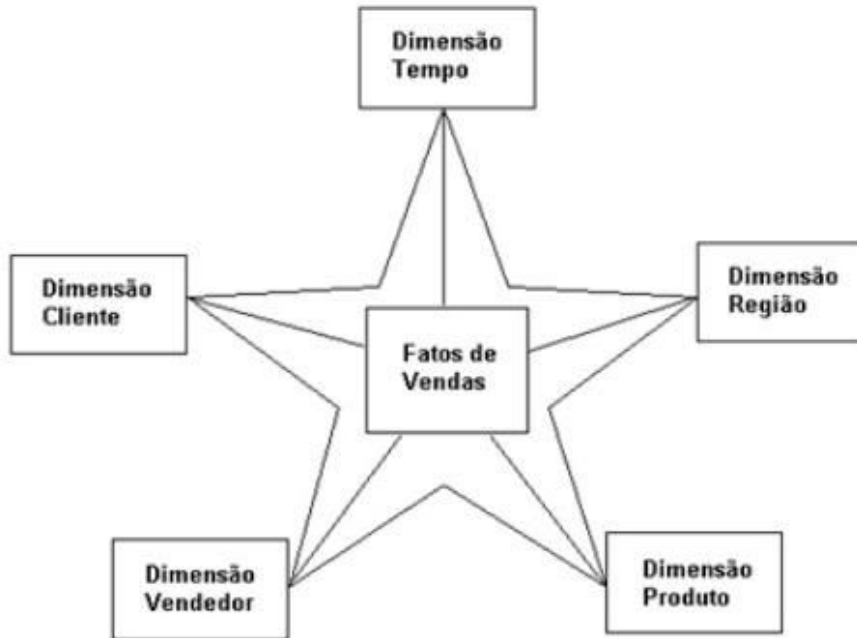 Dimensão
Tempo
Dimensão
Cliente
Dimensão
Região
Fatos de
Vendas
Dimensão
Vendedor
Dimensão
Produto